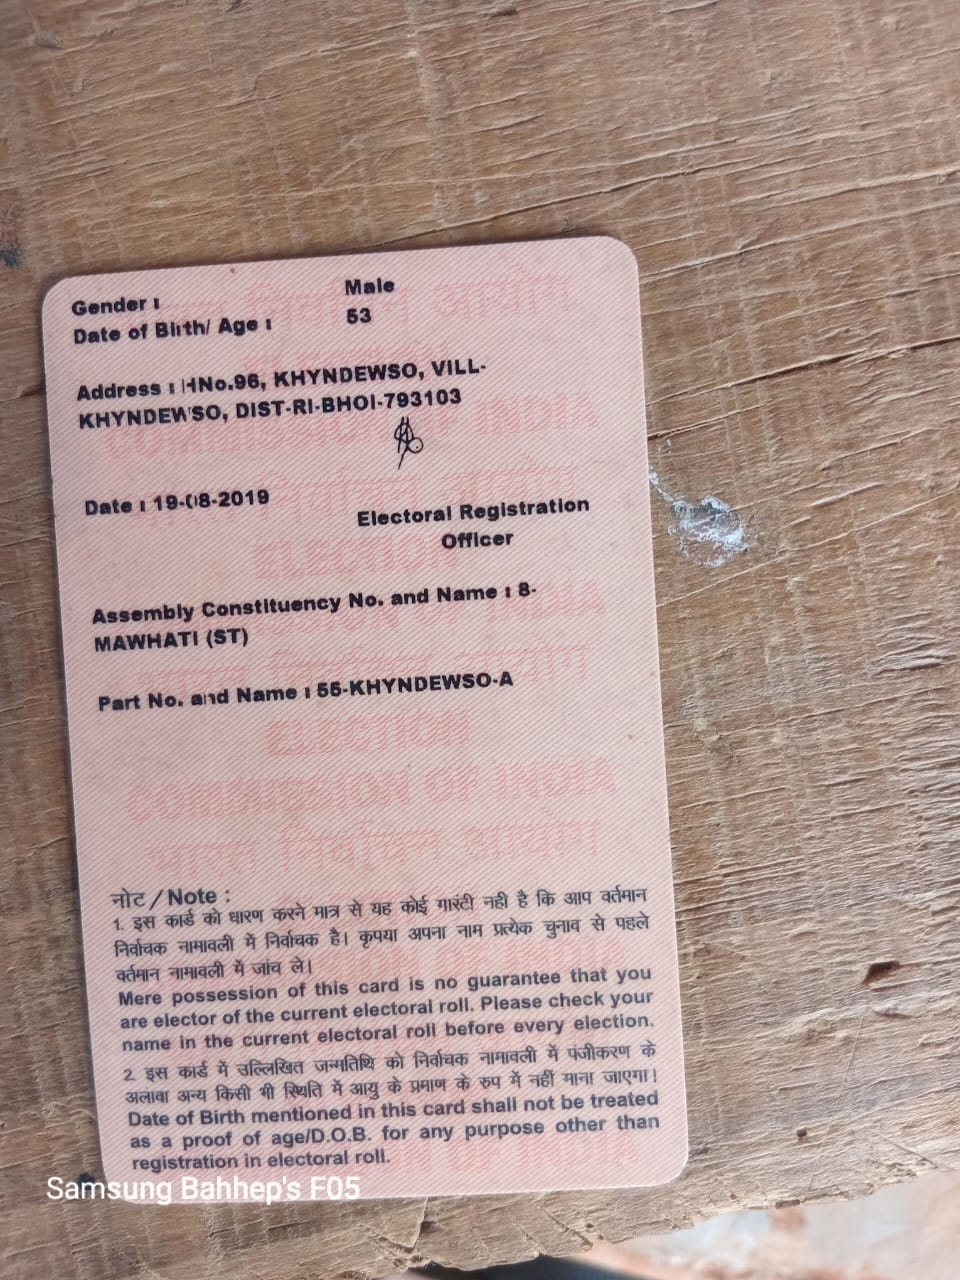 Gender : Male
Date of Birth/ Age : 53
Address : HNo.96, KHYNDEWSO, VILL-
KHYNDEWSO, DIST-RI-BHOI-793103
Date : 19-08-2019
Electoral Registration
Officer
Assembly Constituency No. and Name : 8-
MAWHATI (ST)
Part No. and Name : 55-KHYNDEWSO-A
नोट / Note :
1. इस कार्ड को धारण करने मात्र से यह कोई गारंटी नही है कि आप वर्तमान
निर्वाचक नामावली में निर्वाचक है। कृपया अपना नाम प्रत्येक चुनाव से पहले
वर्तमान नामावली में जांच ले।
Mere possession of this card is no guarantee that you
are elector of the current electoral roll. Please check your
name in the current electoral roll before every election.
2. इस कार्ड में उल्लिखित जन्मतिथि को निर्वाचक नामावली में पंजीकरण के
अलावा अन्य किसी भी स्थिति में आयु के प्रमाण के रुप में नहीं माना जाएगा।
Date of Birth mentioned in this card shall not be treated
as a proof of age/D.O.B. for any purpose other than
registration in electoral roll.
Samsung Bahhep's F05